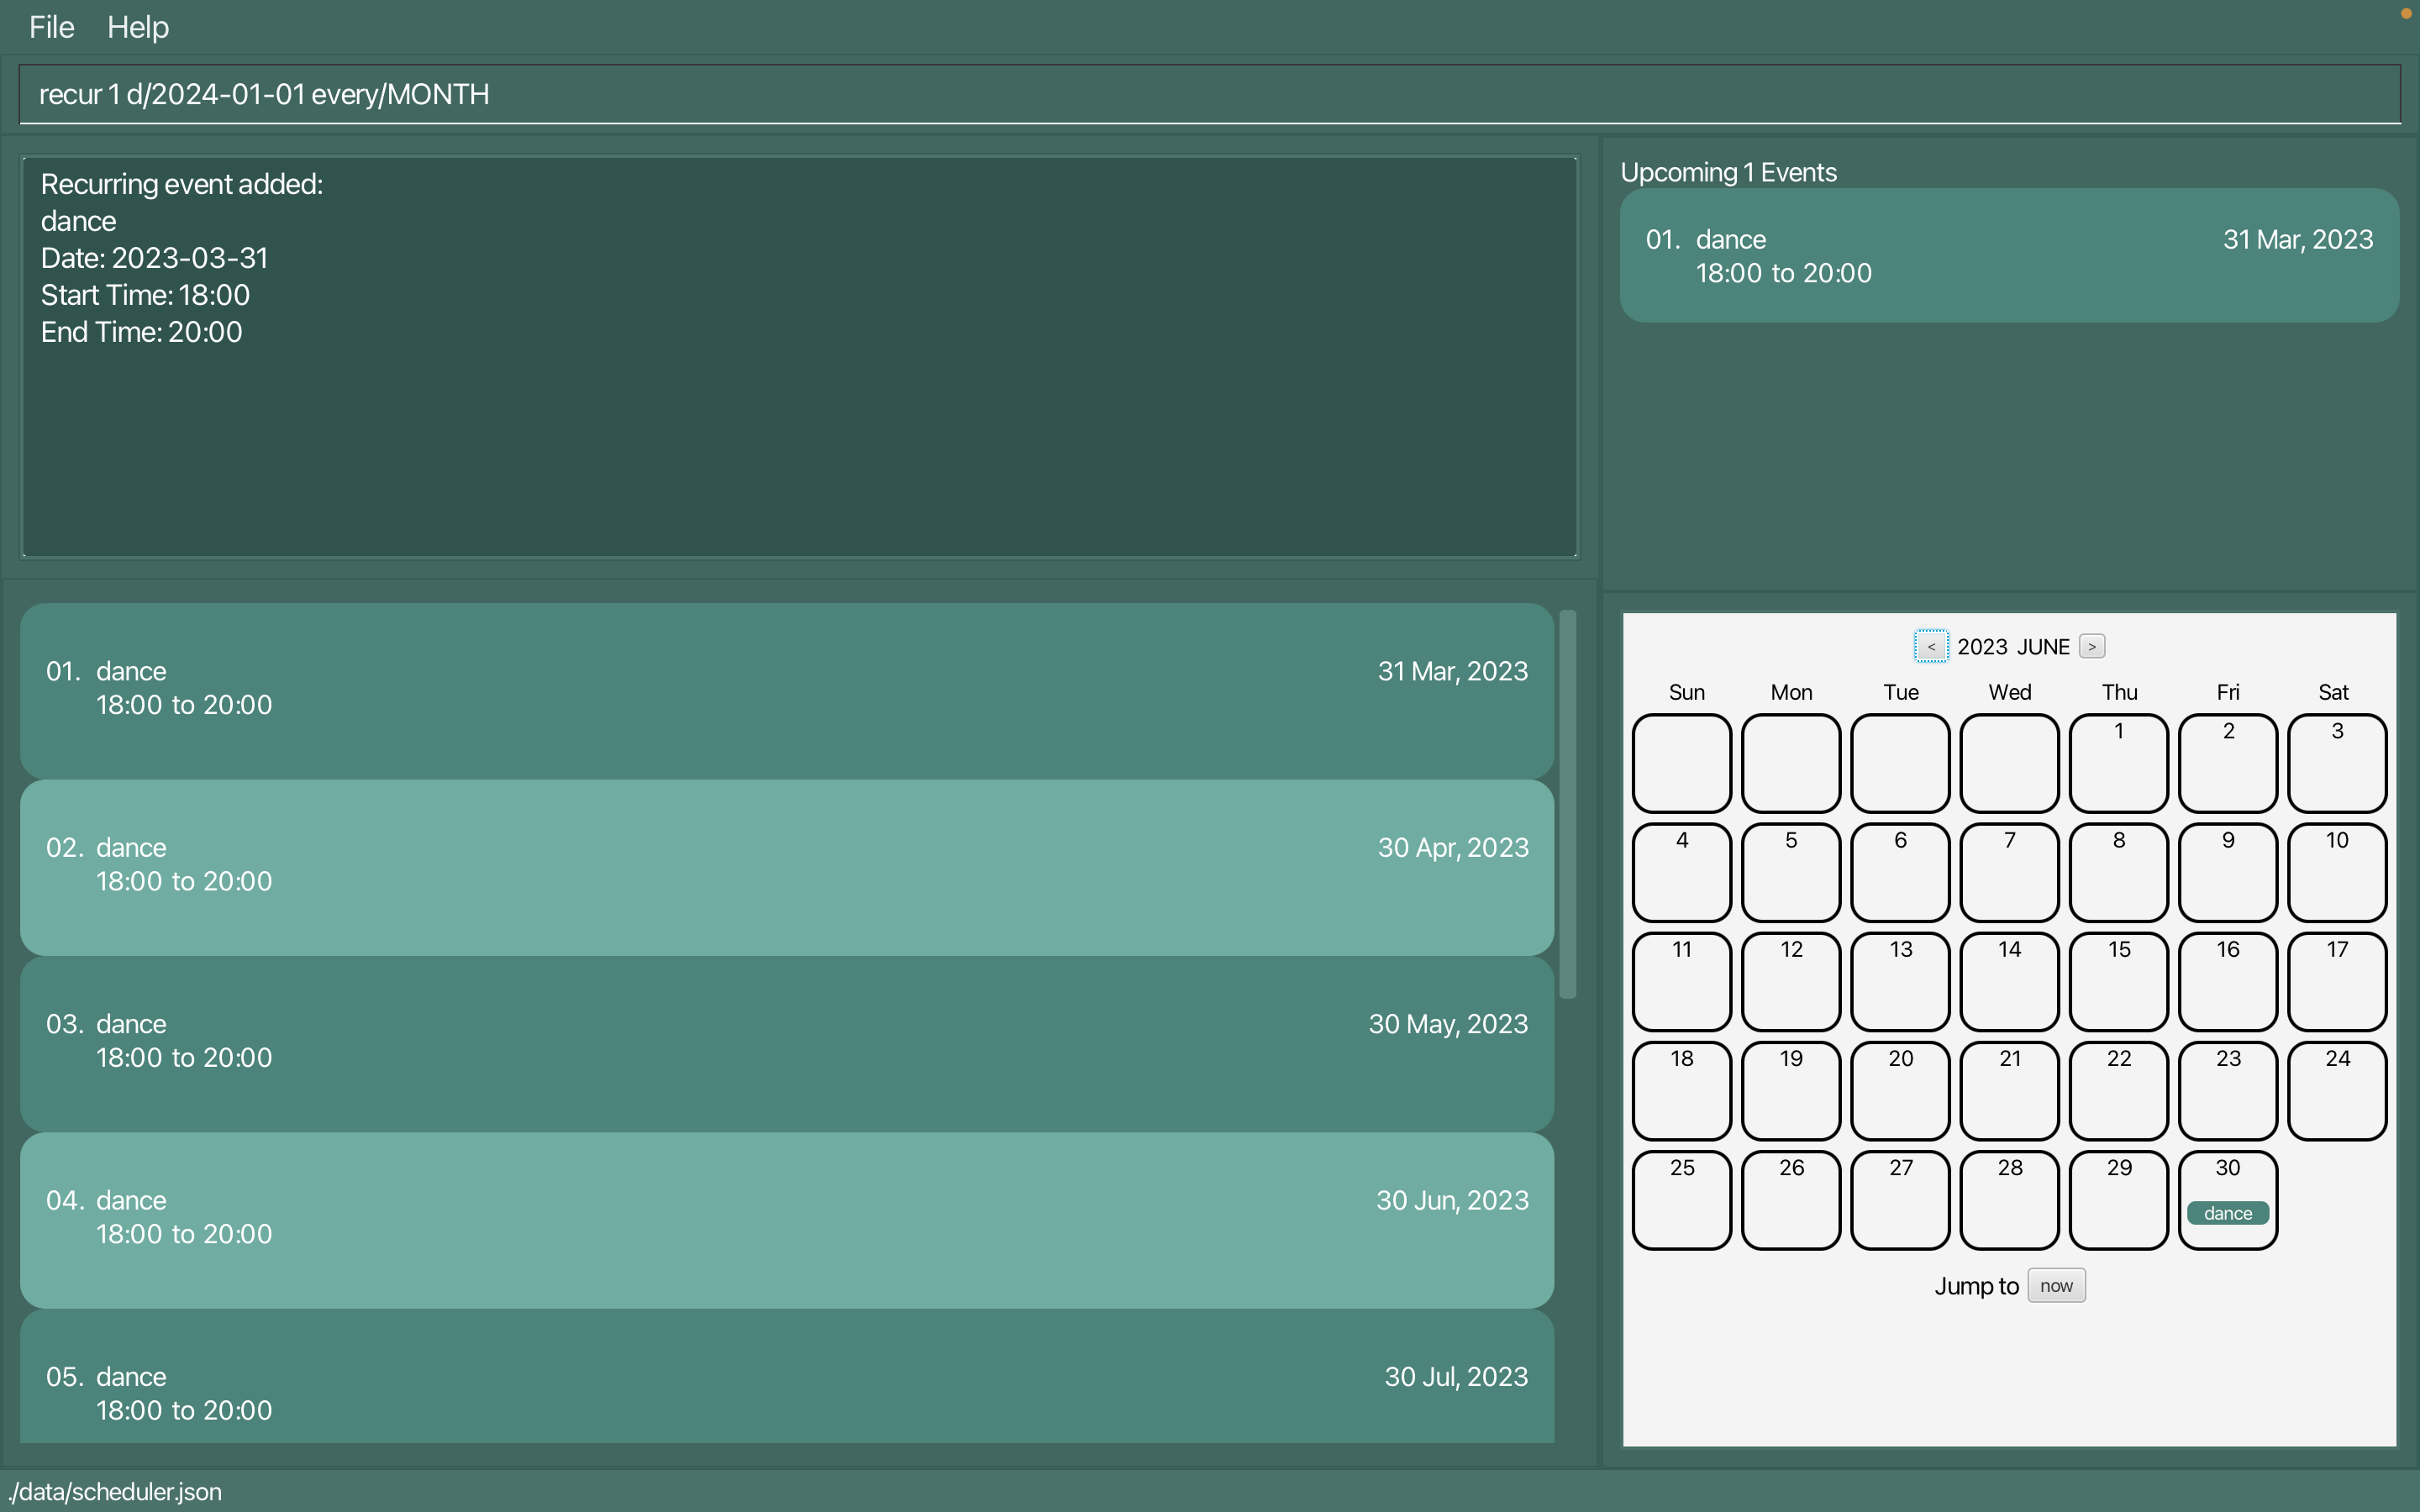 File Help
recur 1 d/2024-01-01 every/MONTH
Recurring event added:
dance
Date: 2023-03-31
Start Time: 18:00
End Time: 20:00
Upcoming 1 Events
01. dance 31 Mar, 2023
18:00 to 20:00
01. dance 31 Mar, 2023
18:00 to 20:00
02. dance 30 Apr, 2023
18:00 to 20:00
03. dance 30 May, 2023
18:00 to 20:00
04. dance 30 Jun, 2023
18:00 to 20:00
05. dance 30 Jul, 2023
18:00 to 20:00
< 2023 JUNE >
Sun Mon Tue Wed Thu Fri Sat
1 2 3
4 5 6 7 8 9 10
11 12 13 14 15 16 17
18 19 20 21 22 23 24
25 26 27 28 29 30
dance
Jump to now
./data/scheduler.json